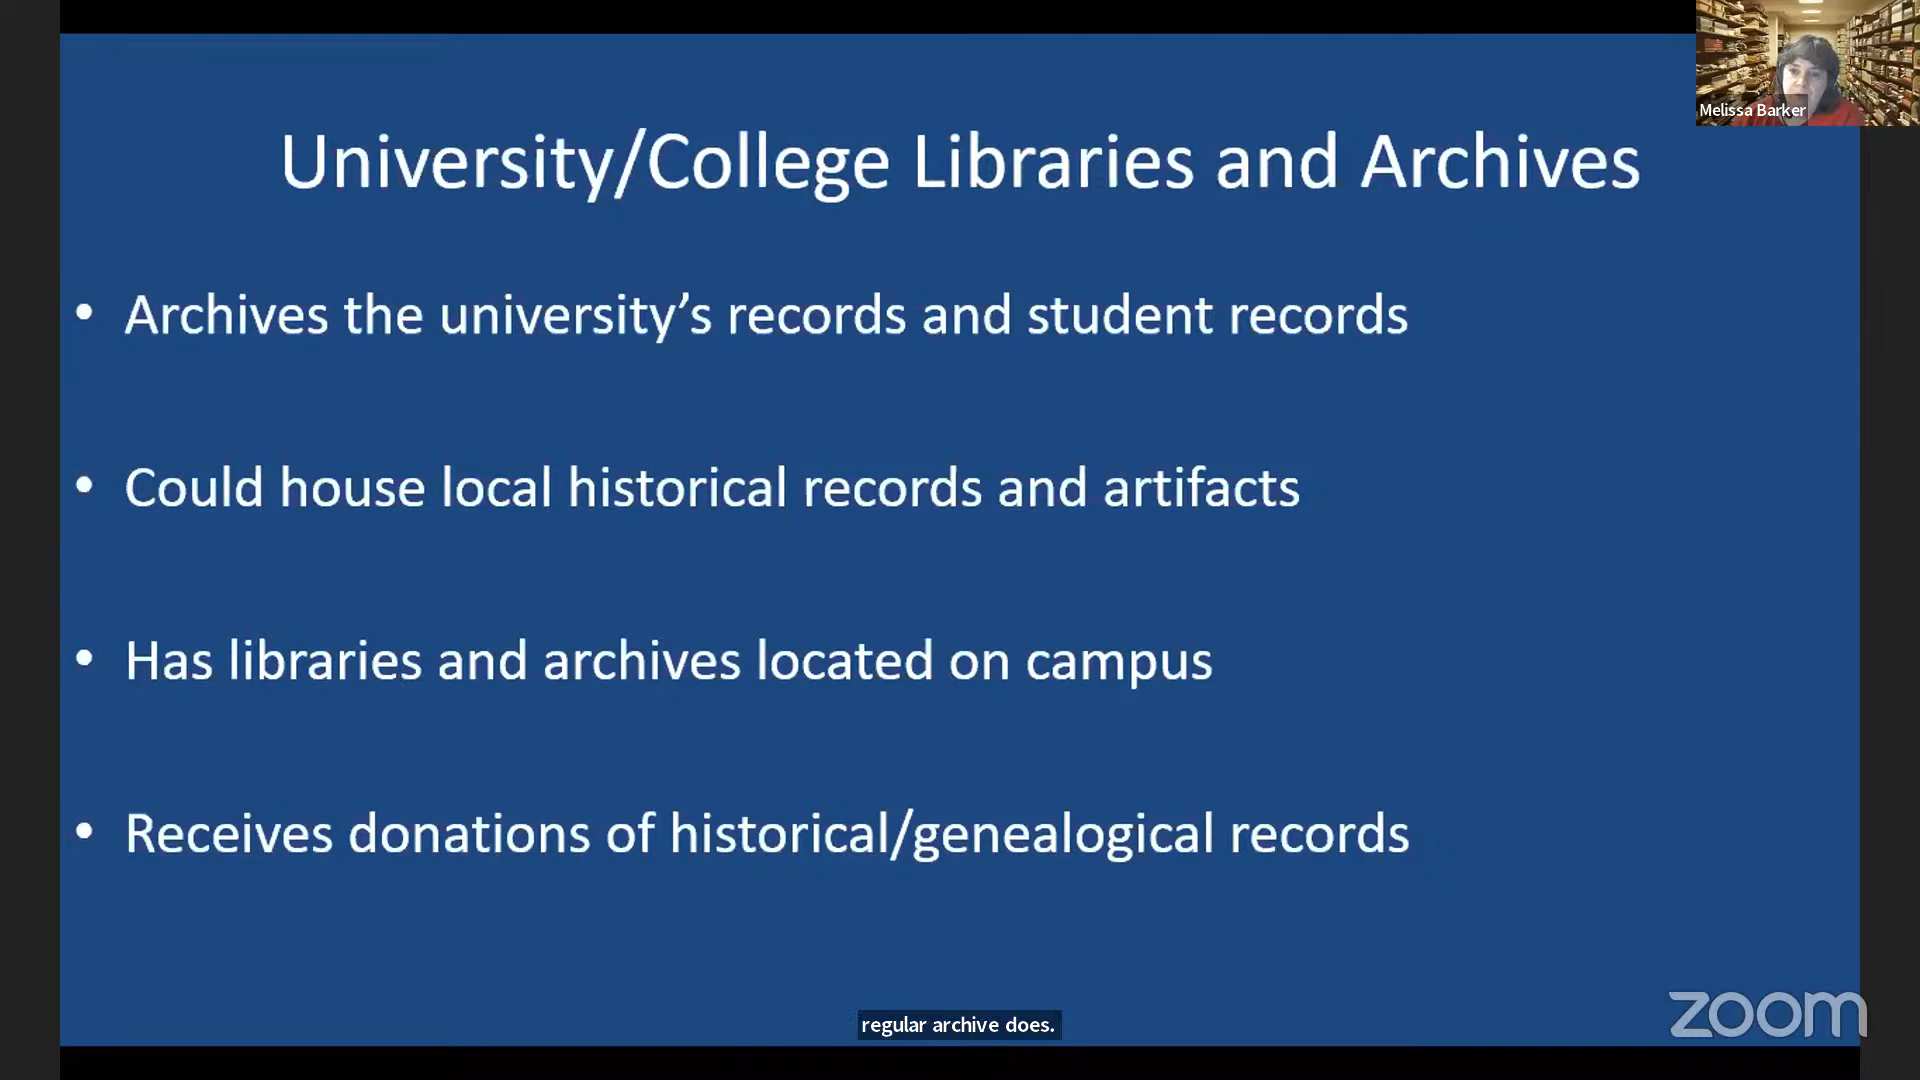 Melissa Barker
University/College Libraries and Archives
• Archives the university’s records and student records
• Could house local historical records and artifacts
• Has libraries and archives located on campus
• Receives donations of historical/genealogical records
regular archive does.
zoom